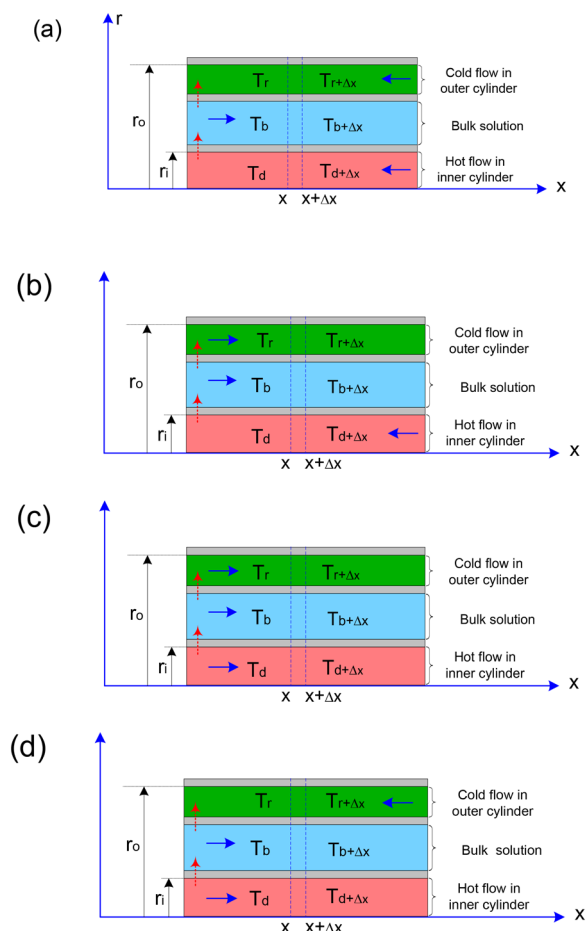 (a)
r
Tr Tr+Δx
Cold flow in
outer cylinder
ro
Tb Tb+Δx
Bulk solution
ri
Td Td+Δx
Hot flow in
inner cylinder
x x+Δx
x
(b)
Tr Tr+Δx
Cold flow in
outer cylinder
ro
Tb Tb+Δx
Bulk solution
ri
Td Td+Δx
Hot flow in
inner cylinder
x x+Δx
x
(c)
Tr Tr+Δx
Cold flow in
outer cylinder
ro
Tb Tb+Δx
Bulk solution
ri
Td Td+Δx
Hot flow in
inner cylinder
x x+Δx
x
(d)
Tr Tr+Δx
Cold flow in
outer cylinder
ro
Tb Tb+Δx
Bulk solution
ri
Td Td+Δx
Hot flow in
inner cylinder
x x+Δx
x